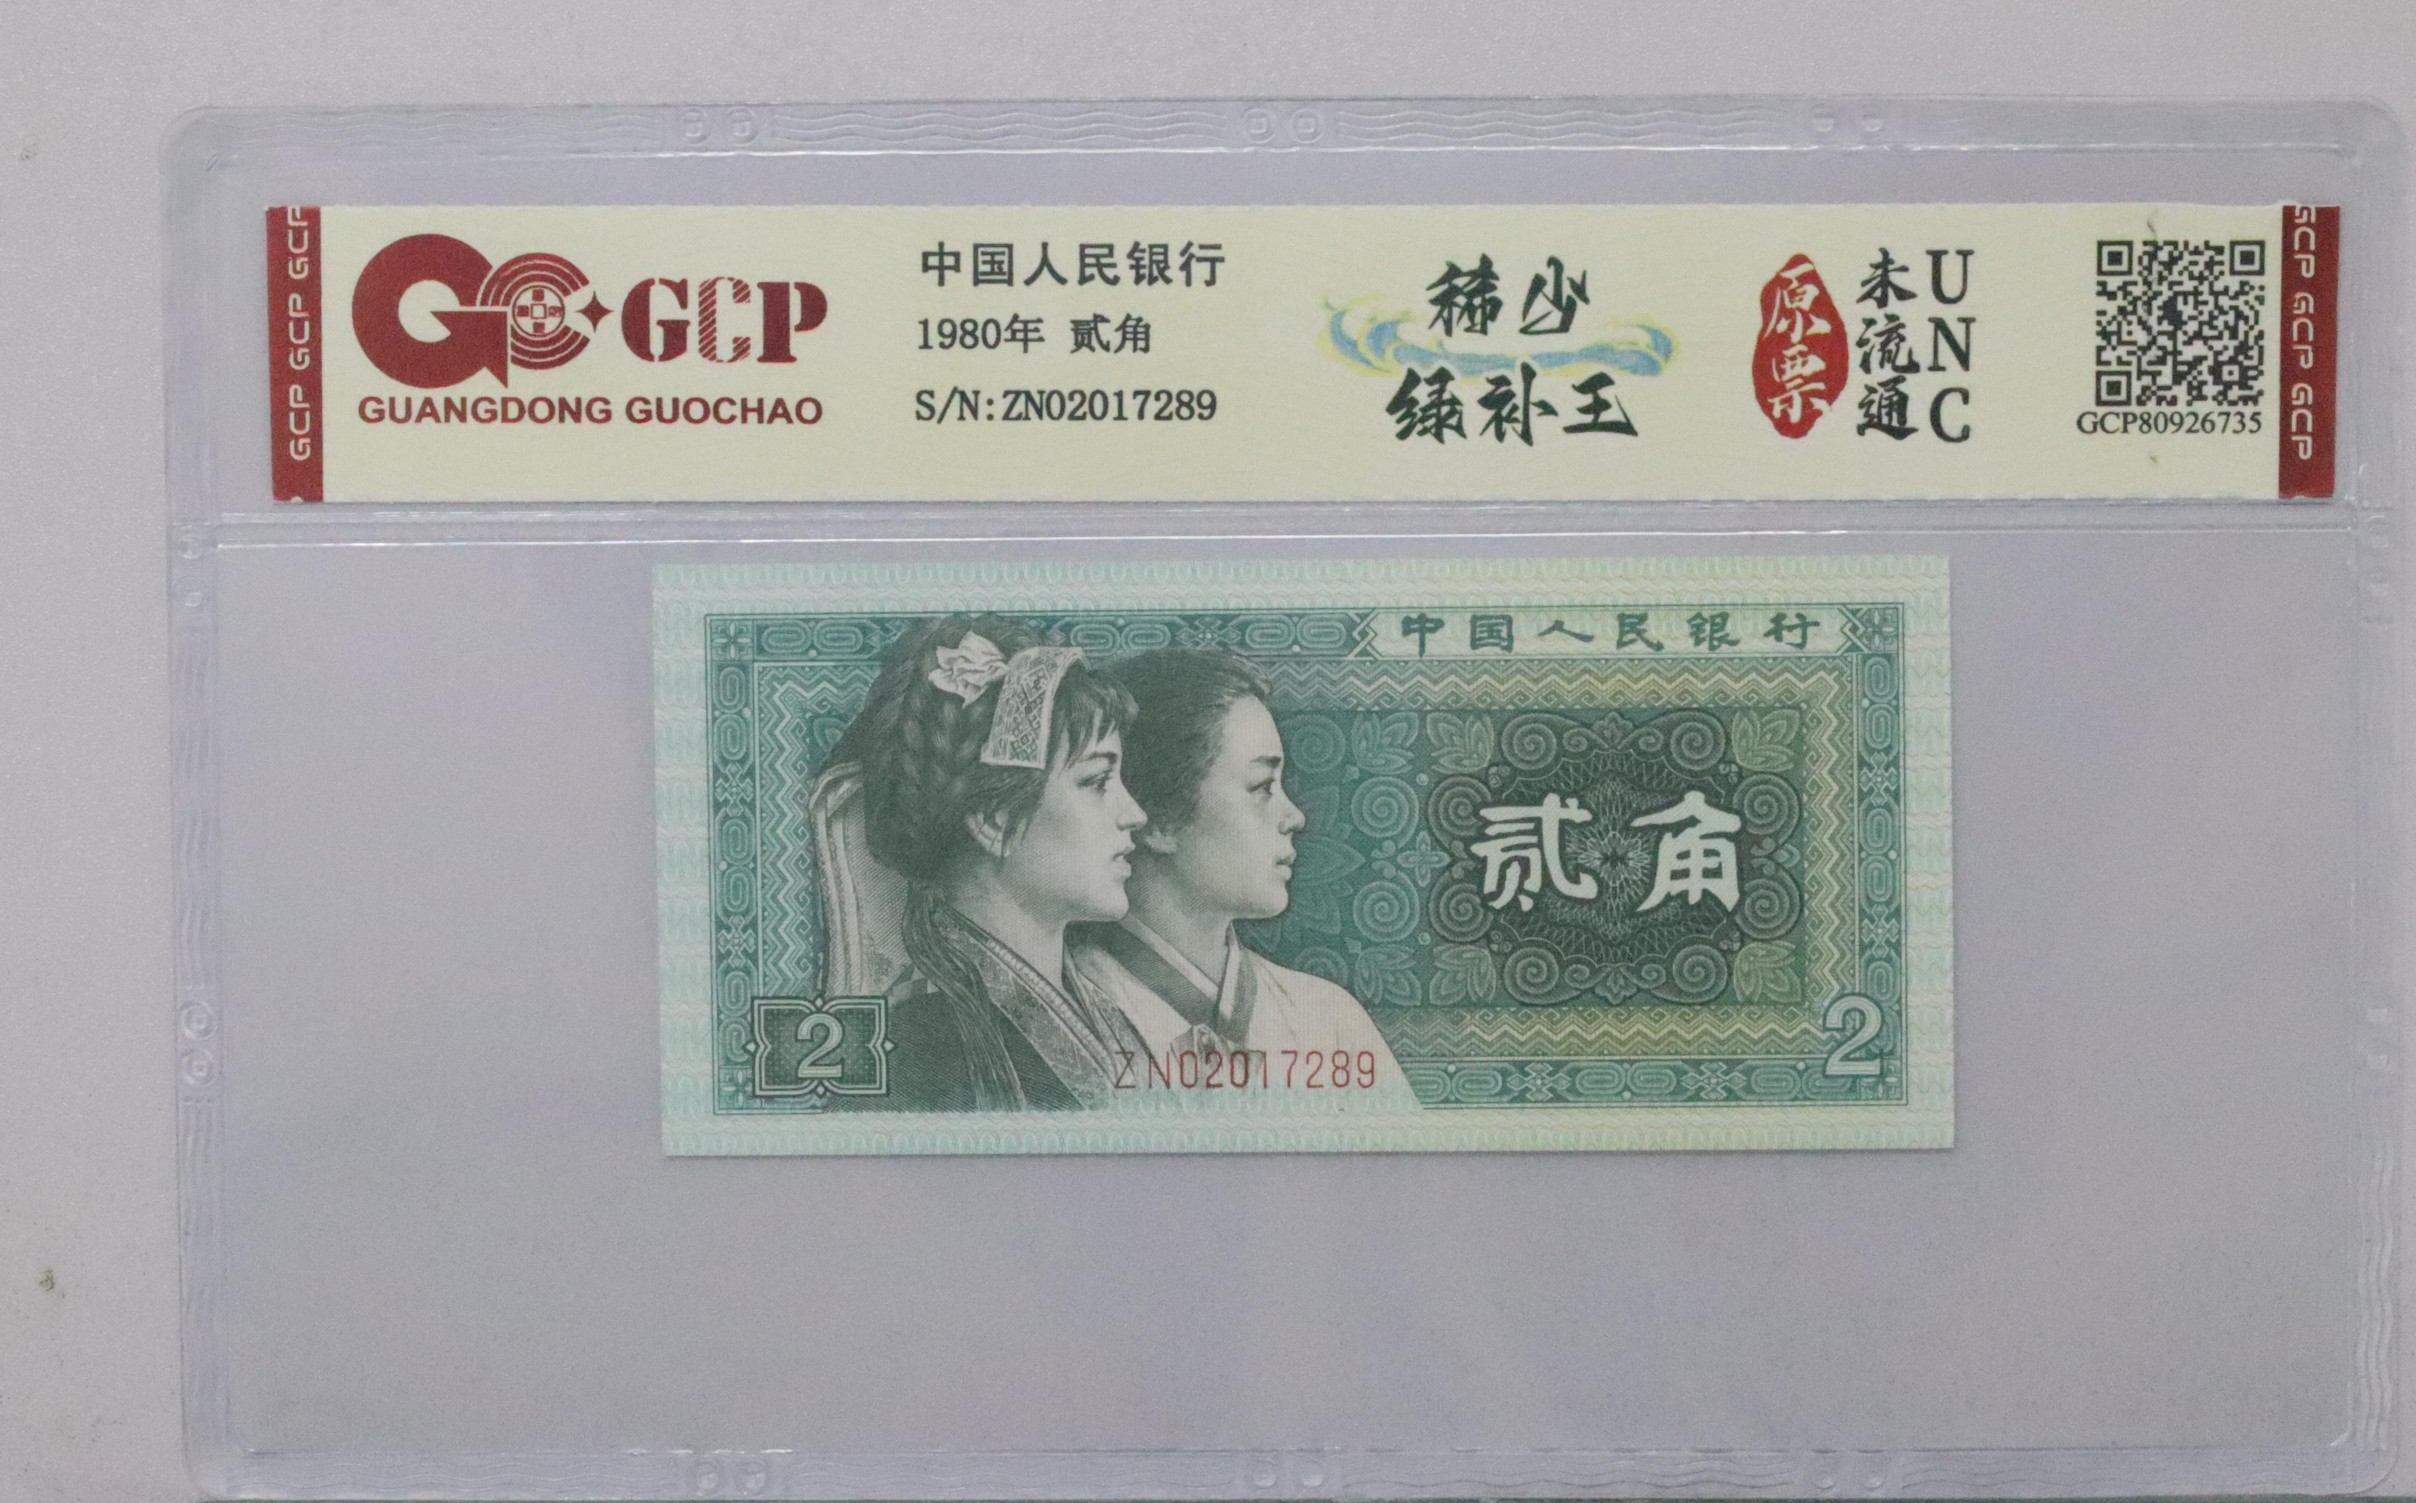 GCP GCP GCP
GCP
GUANGDONG GUOCHAO
中国人民银行
1980年 贰角
S/N:ZN02017289
稀少
绿补王
原票
未流通
UNC
GCP80926735
GCP GCP GCP
中国人民银行
贰角
2
2
ZN02017289